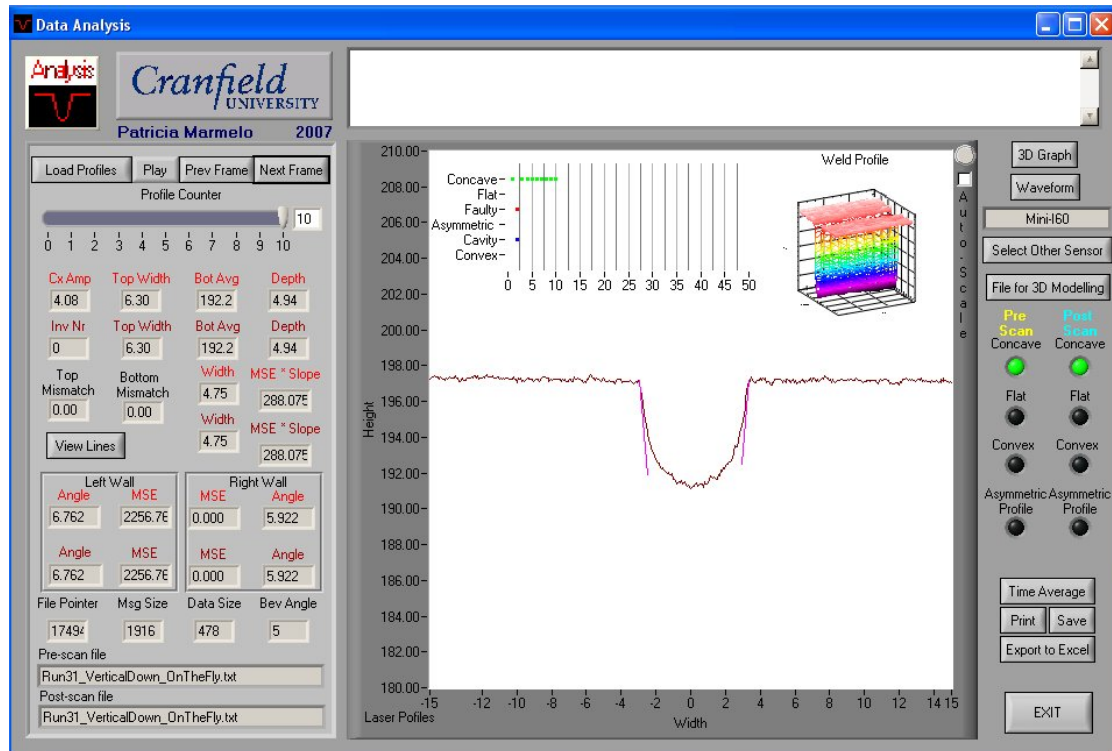 Data Analysis
Analysis
Cranfield
UNIVERSITY
Patricia Marmelo 2007
Load Profiles Play Prev Frame Next Frame
Profile Counter
10
0 1 2 3 4 5 6 7 8 9 10
Cx Amp Top Width Bot Avg Depth
4.08 6.30 192.2 4.94
Inv Nr Top Width Bot Avg Depth
0 6.30 192.2 4.94
Top Mismatch Bottom Mismatch Width MSE * Slope
0.00 0.00 4.75 288.075
Width MSE * Slope
4.75 288.075
View Lines
Left Wall Right Wall
Angle MSE MSE Angle
6.762 2256.76 0.000 5.922
Angle MSE MSE Angle
6.762 2256.76 0.000 5.922
File Pointer Msg Size Data Size Bev Angle
17494 1916 478 5
Pre-scan file
Run31_VerticalDown_OnTheFly.txt
Post-scan file
Run31_VerticalDown_OnTheFly.txt
210.00
208.00
206.00
204.00
202.00
200.00
198.00
196.00
194.00
192.00
190.00
188.00
186.00
184.00
182.00
180.00
Height
-15 -12 -10 -8 -6 -4 -2 0 2 4 6 8 10 12 14 15
Laser Pofiles Width
Concave
Flat
Faulty
Asymmetric
Cavity
Convex
0 5 10 15 20 25 30 35 40 45 50
Weld Profile
Auto-Scale
3D Graph
Waveform
Mini-I60
Select Other Sensor
File for 3D Modelling
Pre Scan Post Scan
Concave Concave
Flat Flat
Convex Convex
Asymmetric Profile Asymmetric Profile
Time Average
Print Save
Export to Excel
EXIT